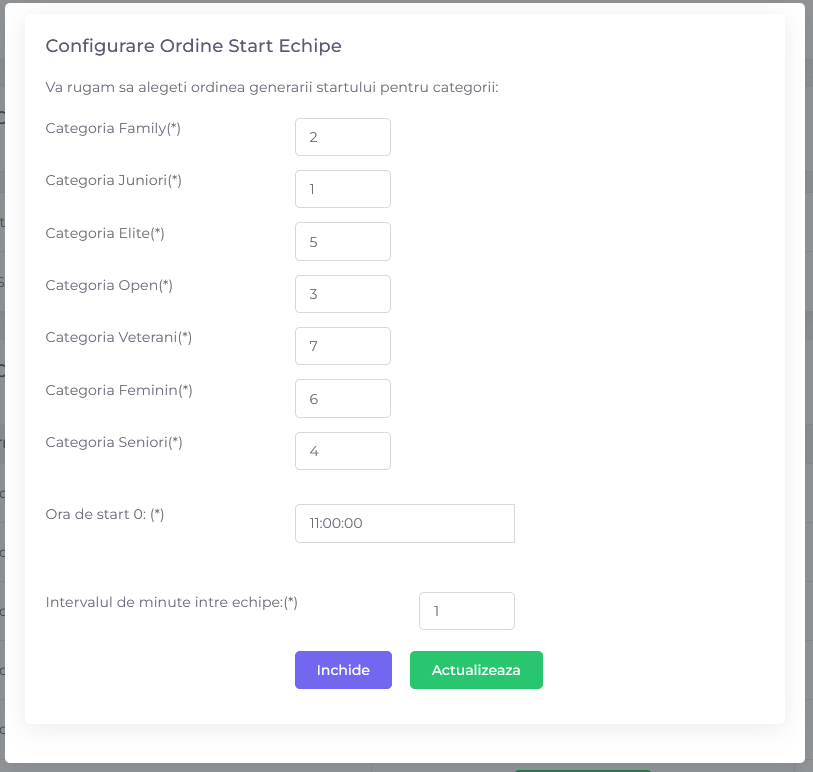 Configurare Ordine Start Echipe
Va rugam sa alegeti ordinea generarii startului pentru categorii:
Categoria Family(*) 2
Categoria Juniori(*) 1
Categoria Elite(*) 5
Categoria Open(*) 3
Categoria Veterani(*) 7
Categoria Feminin(*) 6
Categoria Seniori(*) 4
Ora de start 0: (*) 11:00:00
Intervalul de minute intre echipe:(*) 1
Inchide Actualizeaza